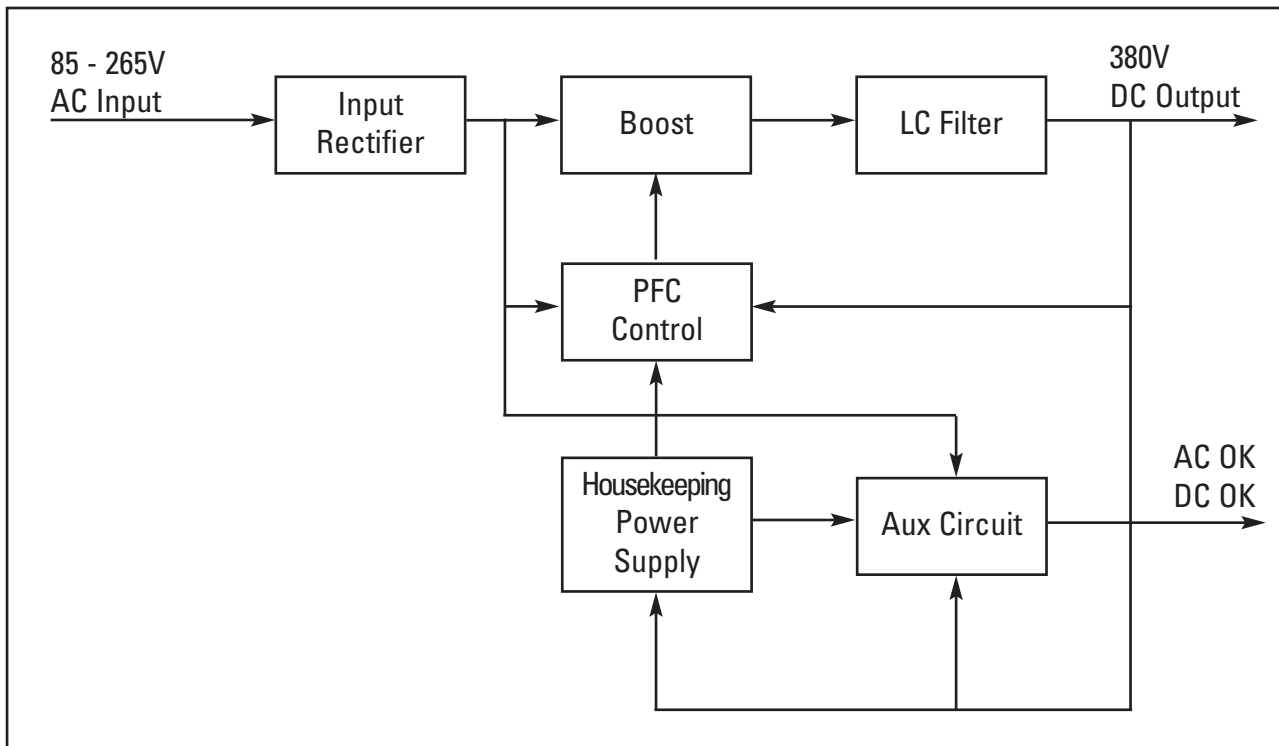 85 - 265V
AC Input
Input
Rectifier
Boost
LC Filter
380V
DC Output
PFC
Control
Housekeeping
Power
Supply
Aux Circuit
AC OK
DC OK